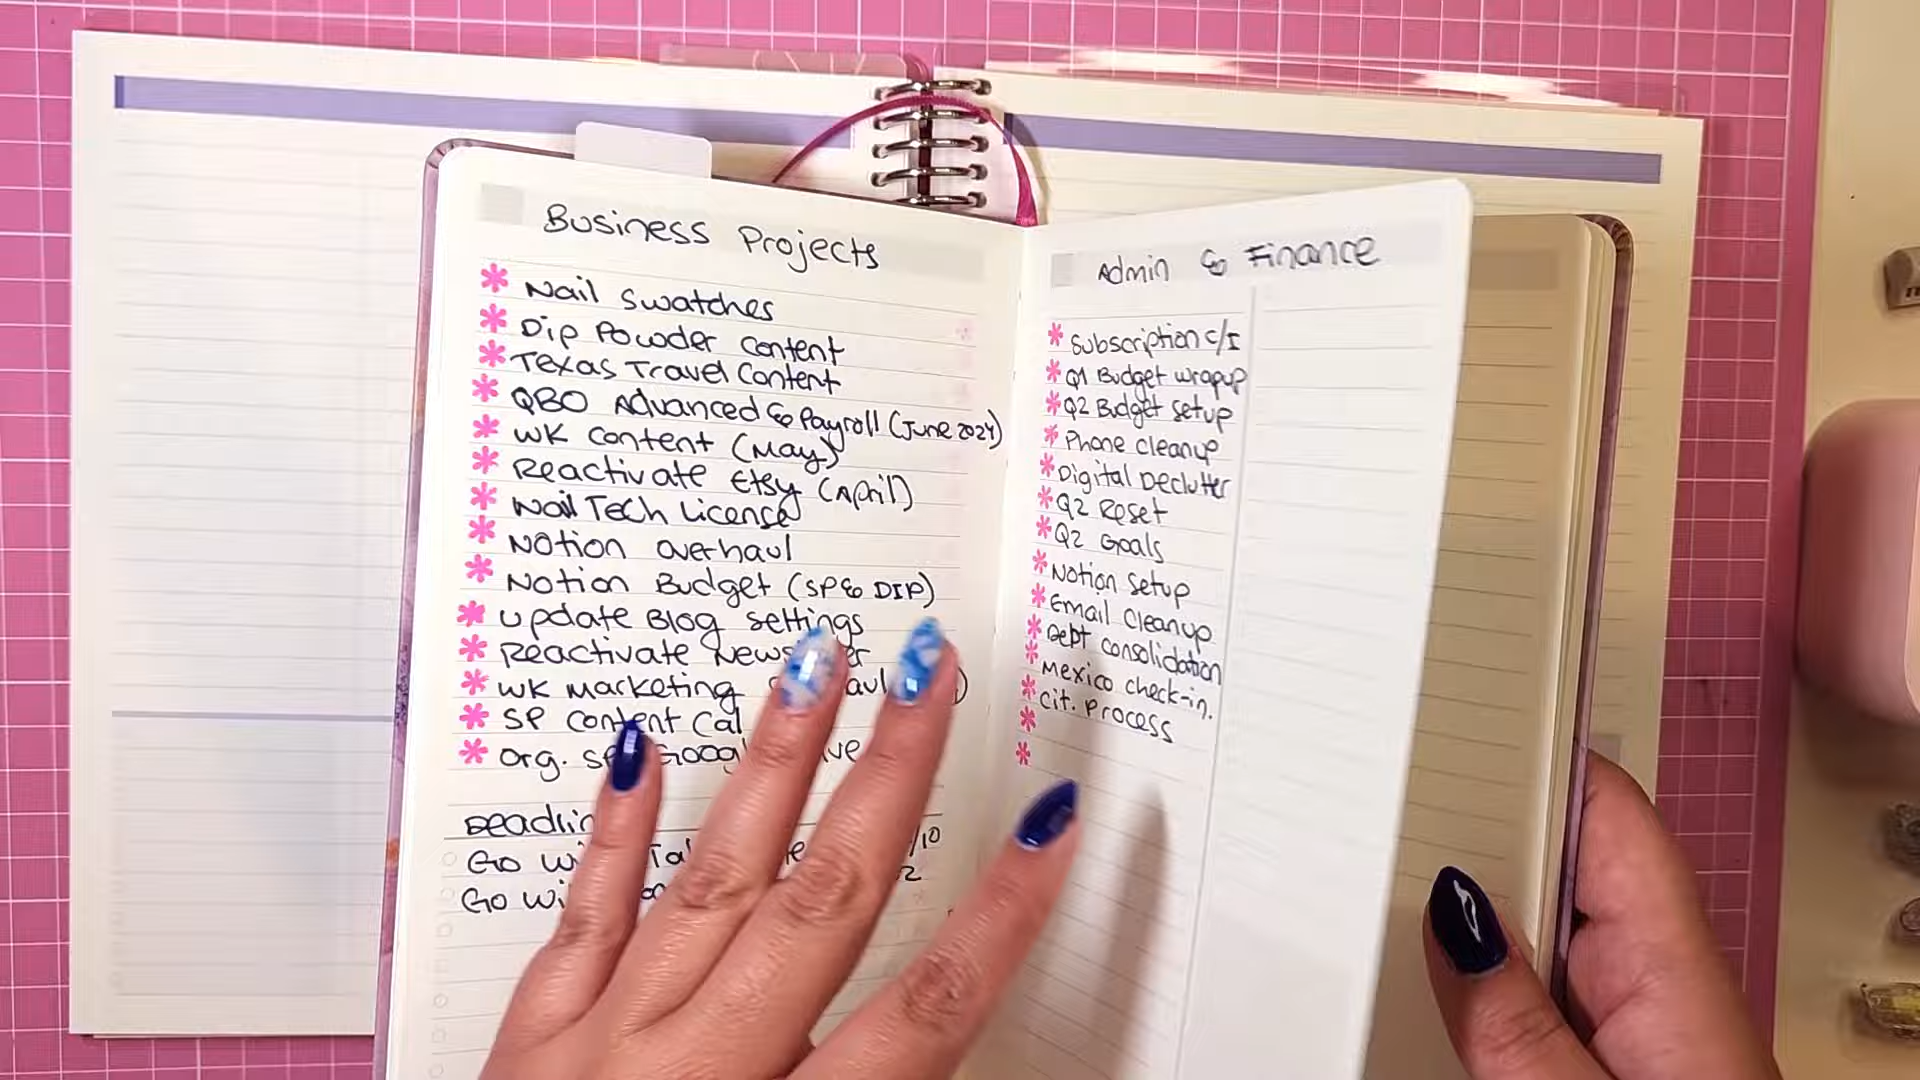 Business Projects
Nail swatches
Dip Powder content
Texas Travel Content
QBO Advanced & Payroll (June 2024)
WK content (May)
Reactivate Etsy (April)
Nail Tech License
Notion overhaul
Notion Budget (SP & DIP)
update Blog settings
Reactivate
WK marketing
SP content Cal
Org.
Go
Go
Admin & Finance
Subscription c/I
Q1 Budget wrapup
Q2 Budget setup
Phone cleanup
Digital Declutter
Q2 Reset
Q2 Goals
Notion setup
Email cleanup
Debt consolidation
Mexico check-in.
Cit. Process